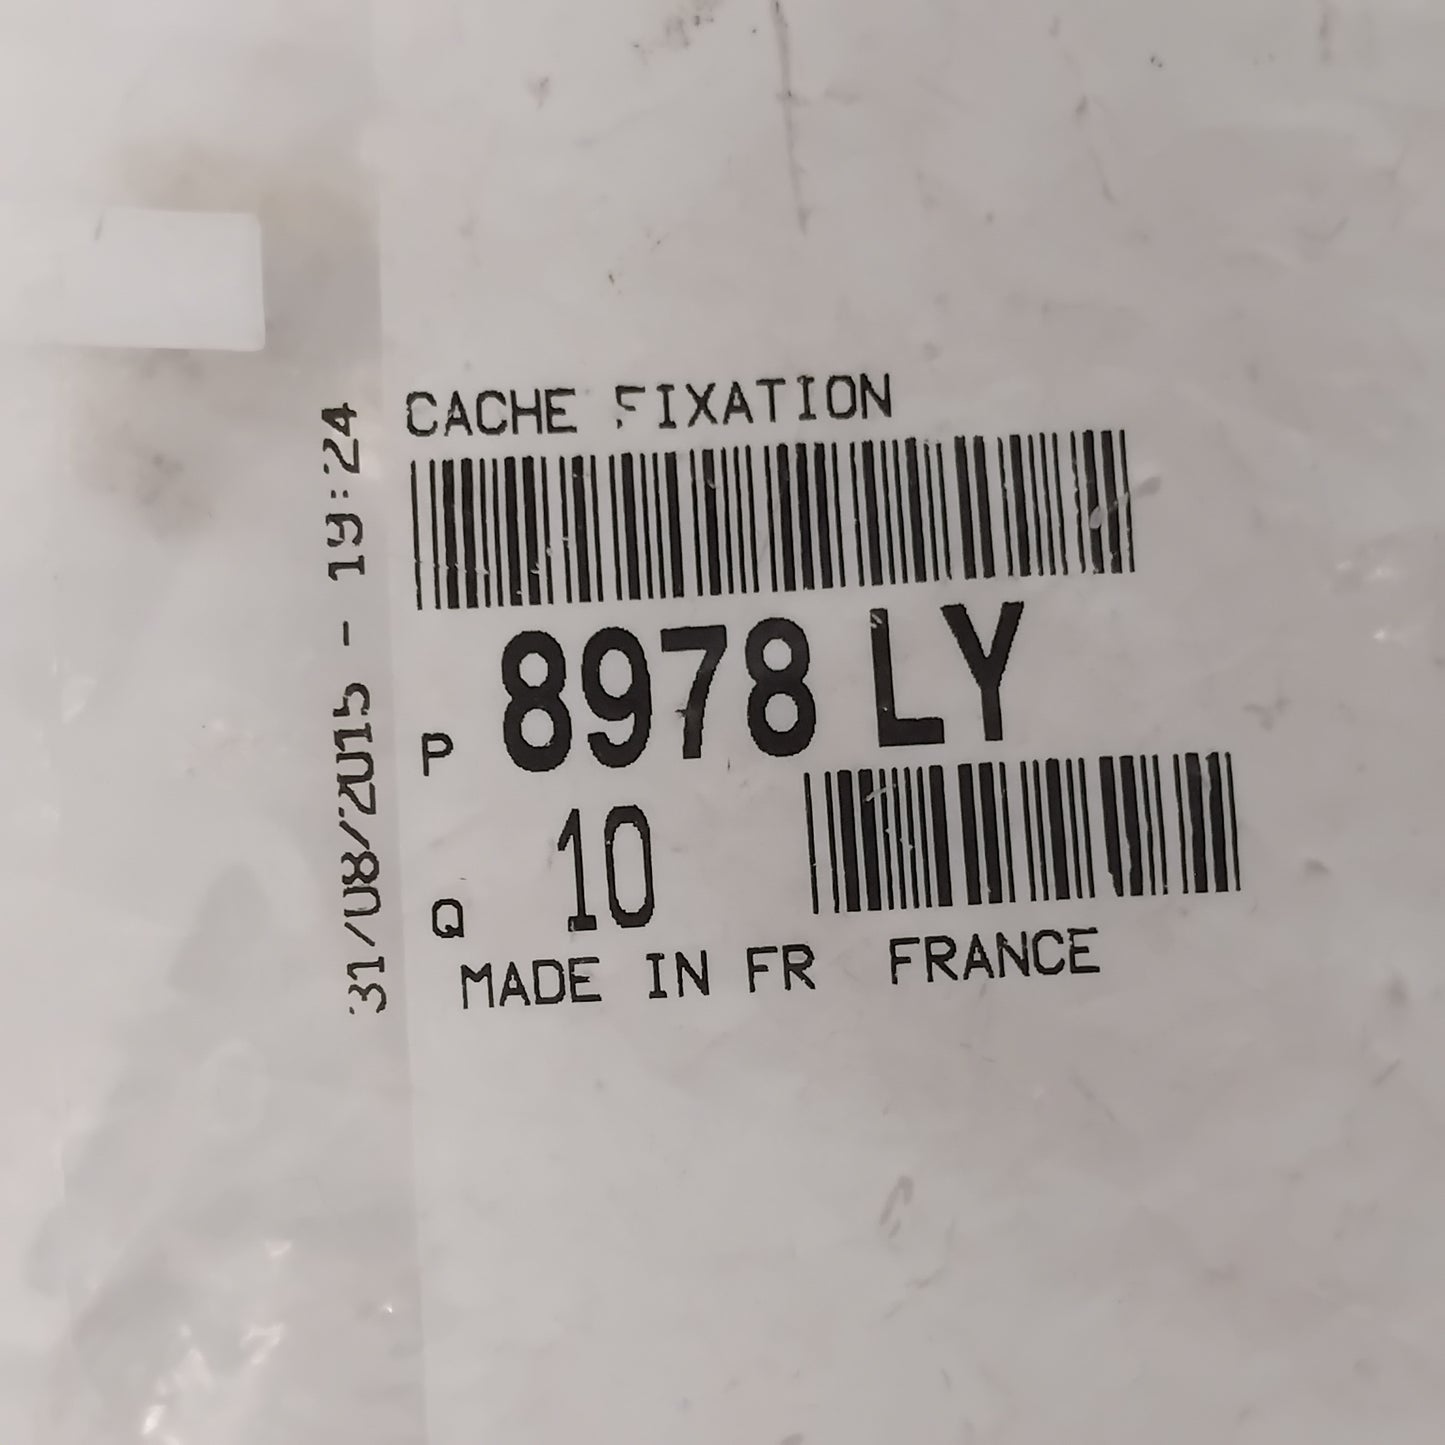 CACHE FIXATION
P 8978 LY
Q 10
MADE IN FR FRANCE
31/08/2015 - 19:24